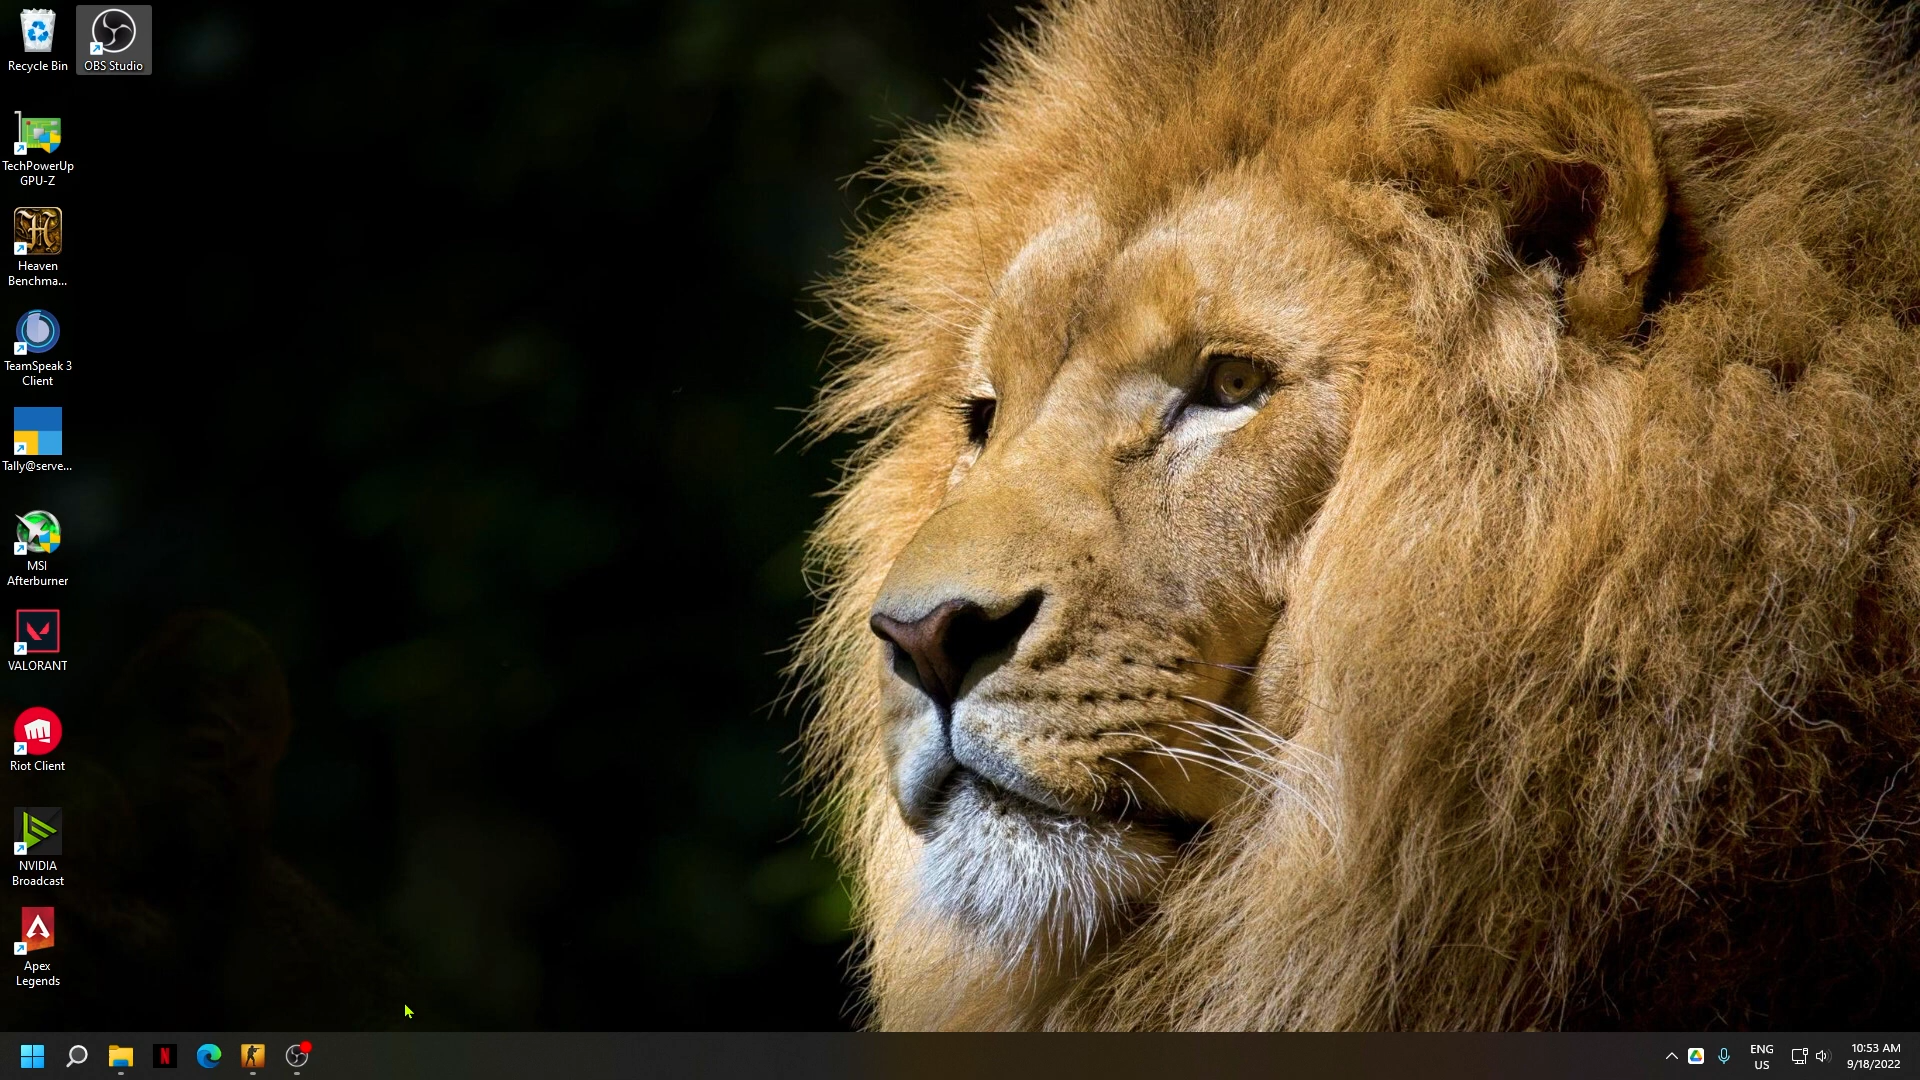 Recycle Bin
OBS Studio
TechPowerUp
GPU-Z
Heaven
Benchma...
TeamSpeak 3
Client
Tally@serve...
MSI
Afterburner
VALORANT
Riot Client
NVIDIA
Broadcast
Apex
Legends
ENG
US
10:53 AM
9/18/2022